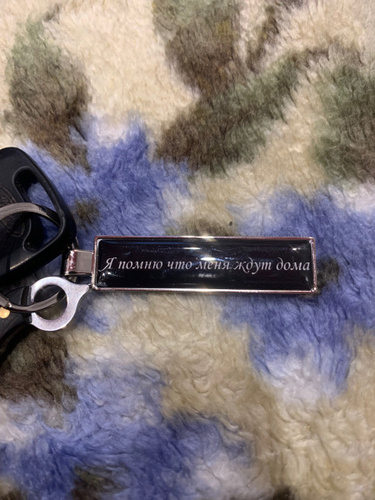 Я помню что меня ждут дома